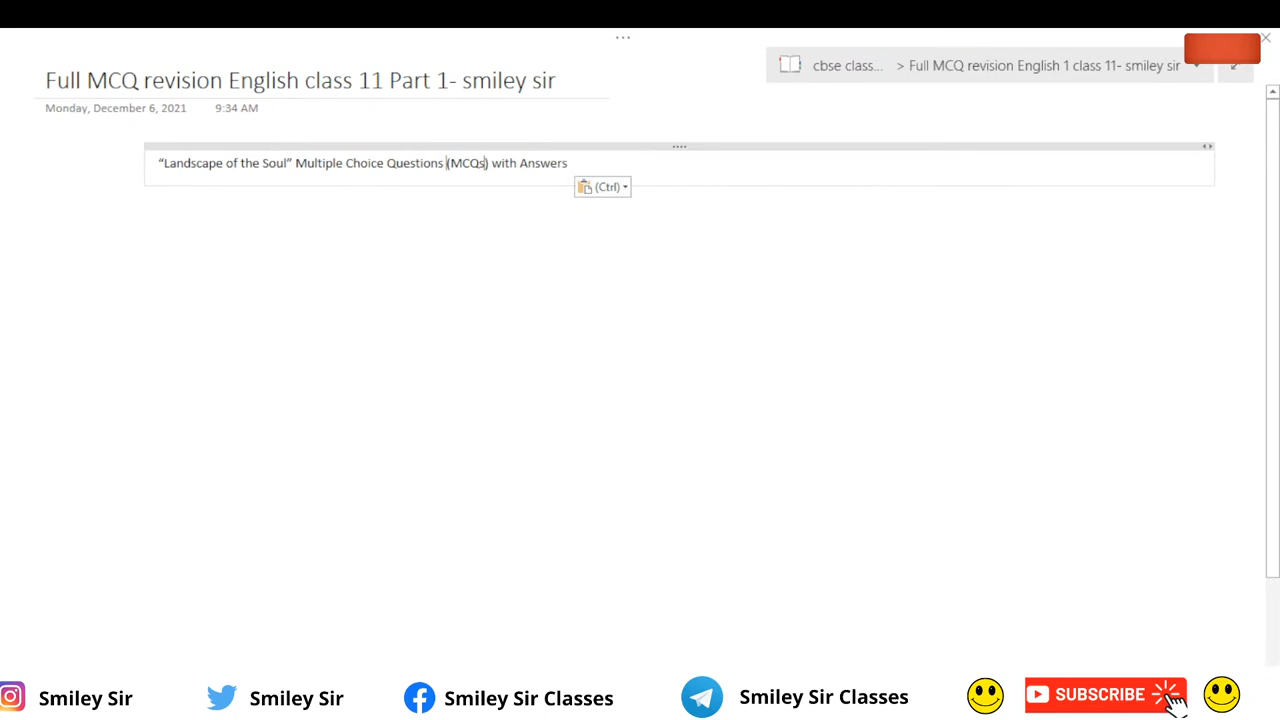 Full MCQ revision English class 11 Part 1- smiley sir
cbse class... > Full MCQ revision English 1 class 11- smiley sir
Monday, December 6, 2021 9:34 AM
“Landscape of the Soul” Multiple Choice Questions (MCQs) with Answers
(Ctrl)
Smiley Sir Smiley Sir Smiley Sir Classes Smiley Sir Classes SUBSCRIBE